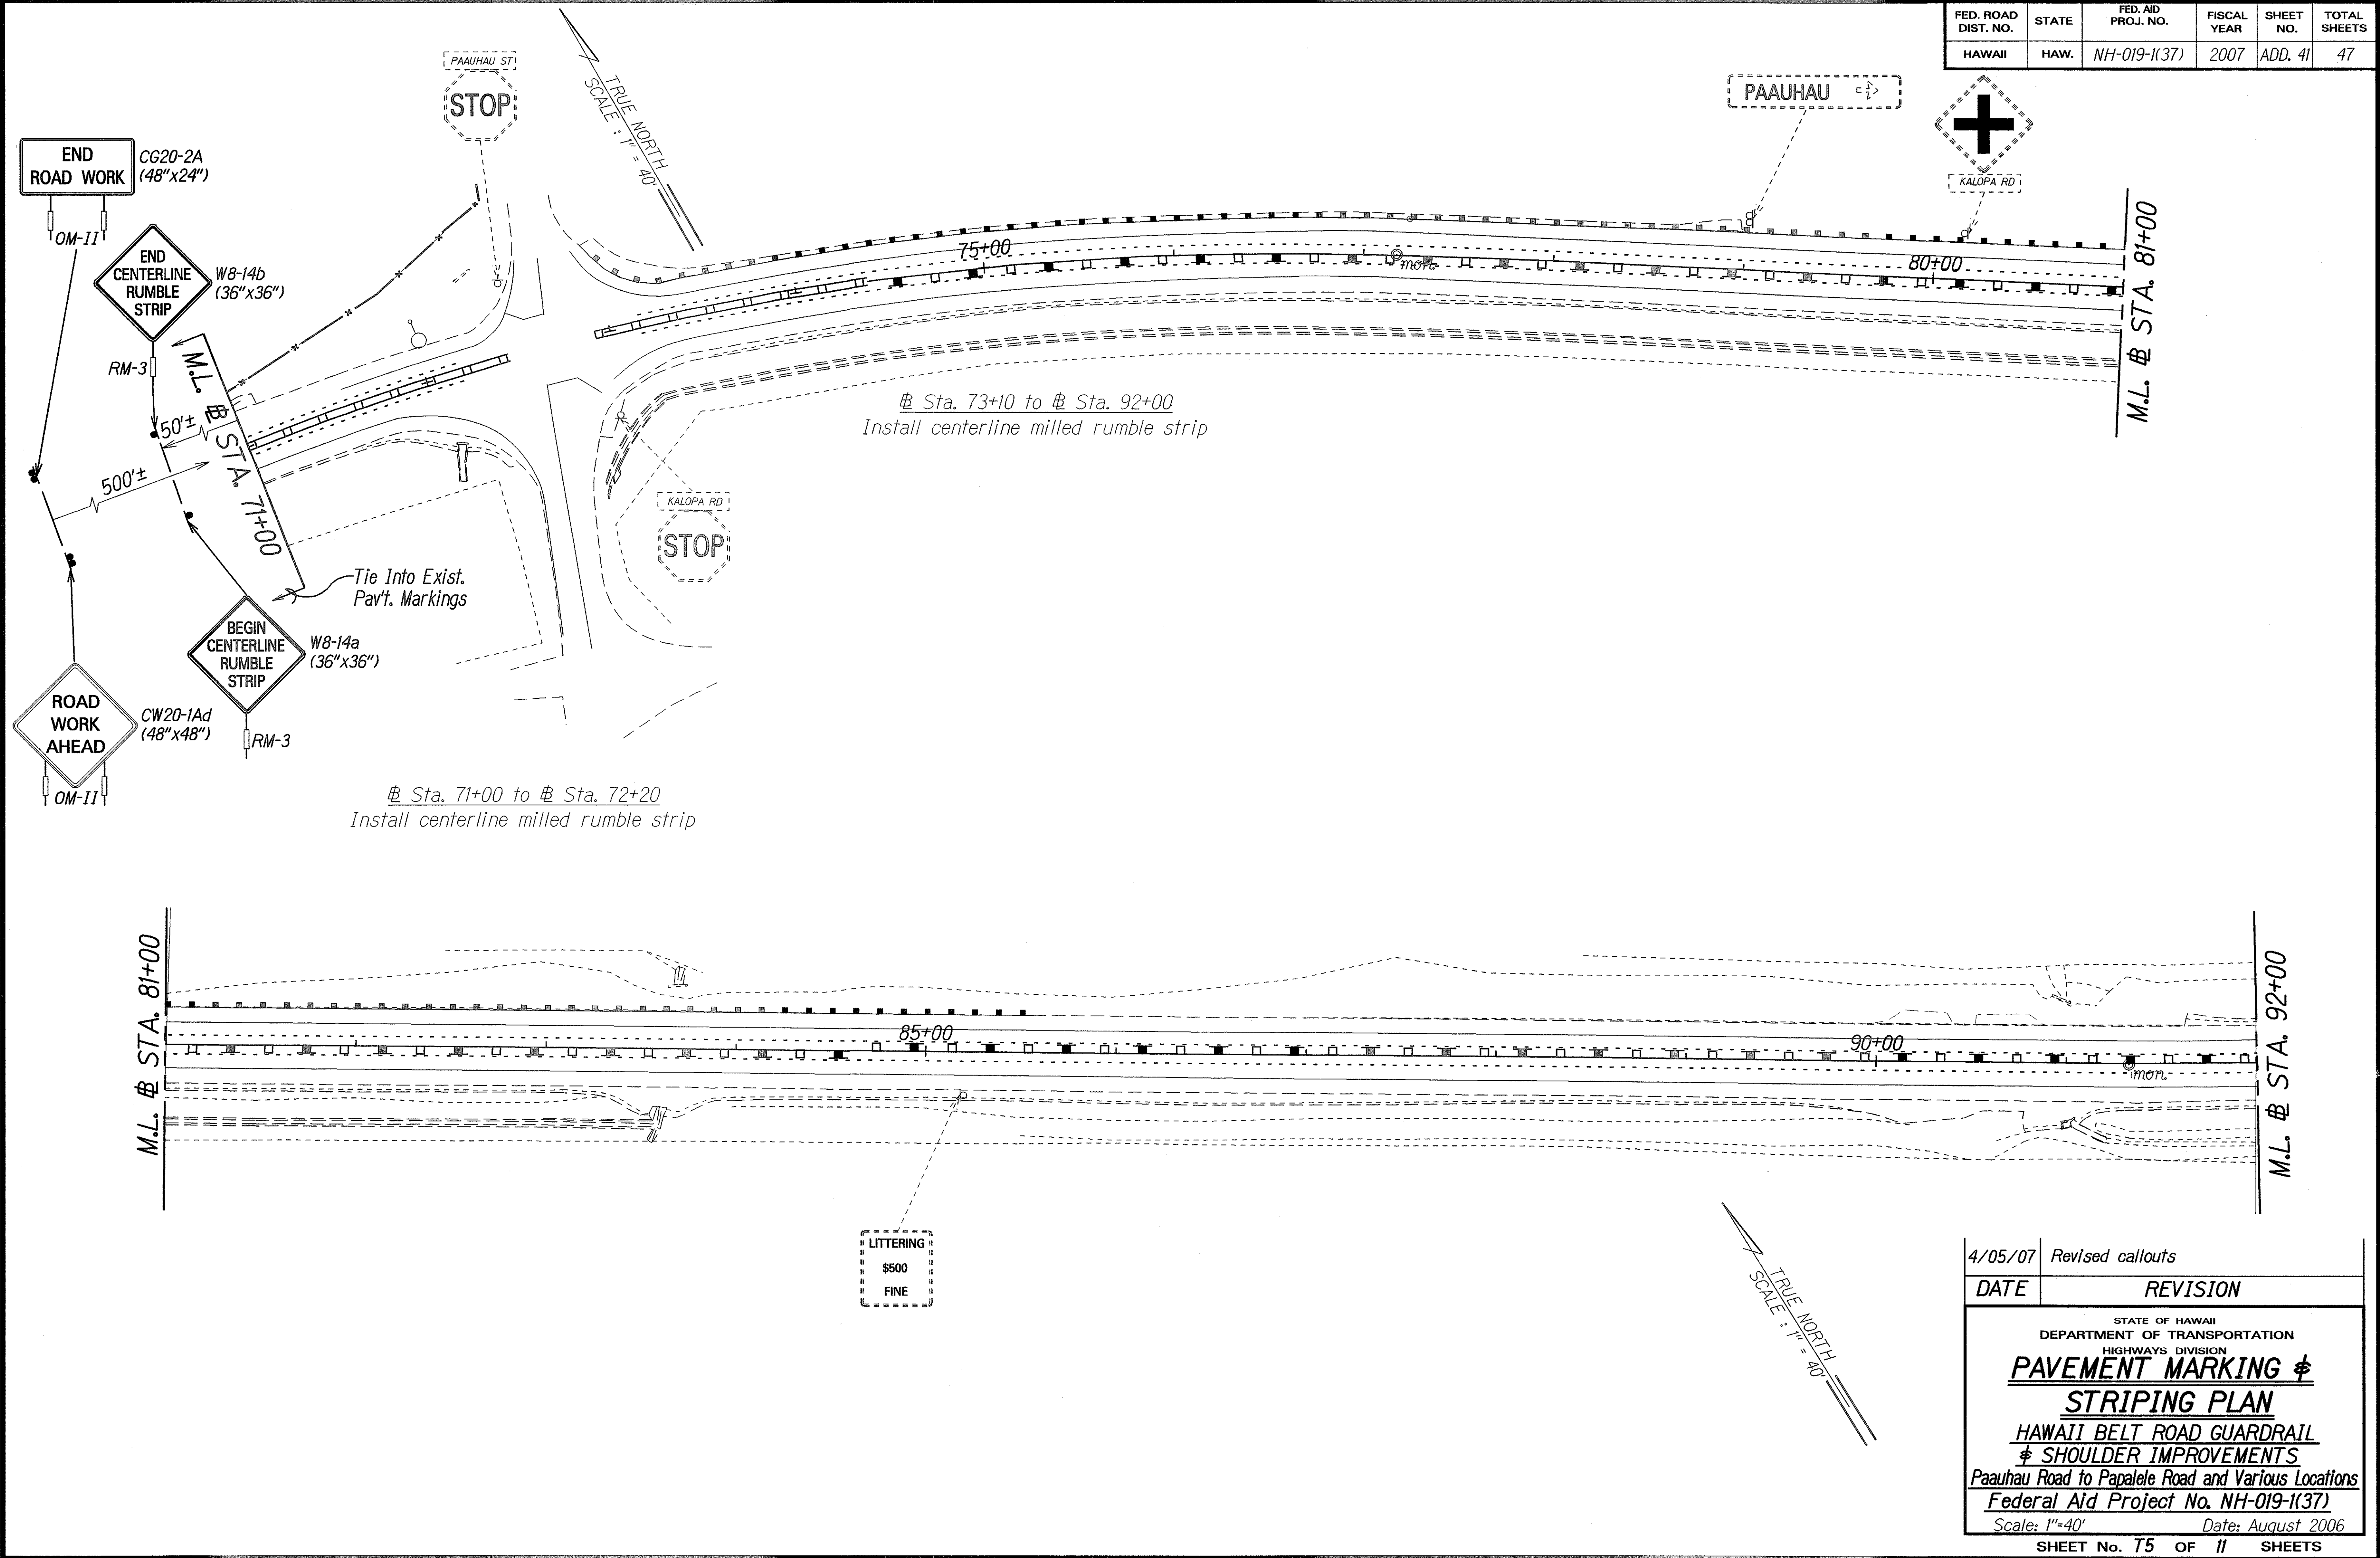 FED. ROAD DIST. NO.
STATE
FED. AID PROJ. NO.
FISCAL YEAR
SHEET NO.
TOTAL SHEETS
HAWAII
HAW.
NH-019-1(37)
2007
ADD. 41
47
PAAUHAU ST
STOP
TRUE NORTH
SCALE : 1" = 40'
PAAUHAU
KALOPA RD
END
ROAD WORK
CG20-2A
(48"x24")
OM-II
END
CENTERLINE
RUMBLE
STRIP
W8-14b
(36"x36")
RM-3
50'±
500'±
M.L. ⅊ STA. 71+00
75+00
mon.
80+00
M.L. ⅊ STA. 81+00
⅊ Sta. 73+10 to ⅊ Sta. 92+00
Install centerline milled rumble strip
KALOPA RD
STOP
Tie Into Exist.
Pav't. Markings
BEGIN
CENTERLINE
RUMBLE
STRIP
W8-14a
(36"x36")
RM-3
ROAD
WORK
AHEAD
CW20-1Ad
(48"x48")
OM-II
⅊ Sta. 71+00 to ⅊ Sta. 72+20
Install centerline milled rumble strip
M.L. ⅊ STA. 81+00
85+00
90+00
mon.
M.L. ⅊ STA. 92+00
LITTERING
$500
FINE
TRUE NORTH
SCALE : 1" = 40'
4/05/07 Revised callouts
DATE REVISION
STATE OF HAWAII
DEPARTMENT OF TRANSPORTATION
HIGHWAYS DIVISION
PAVEMENT MARKING &
STRIPING PLAN
HAWAII BELT ROAD GUARDRAIL
& SHOULDER IMPROVEMENTS
Paauhau Road to Papalele Road and Various Locations
Federal Aid Project No. NH-019-1(37)
Scale: 1"=40' Date: August 2006
SHEET No. T5 OF 11 SHEETS